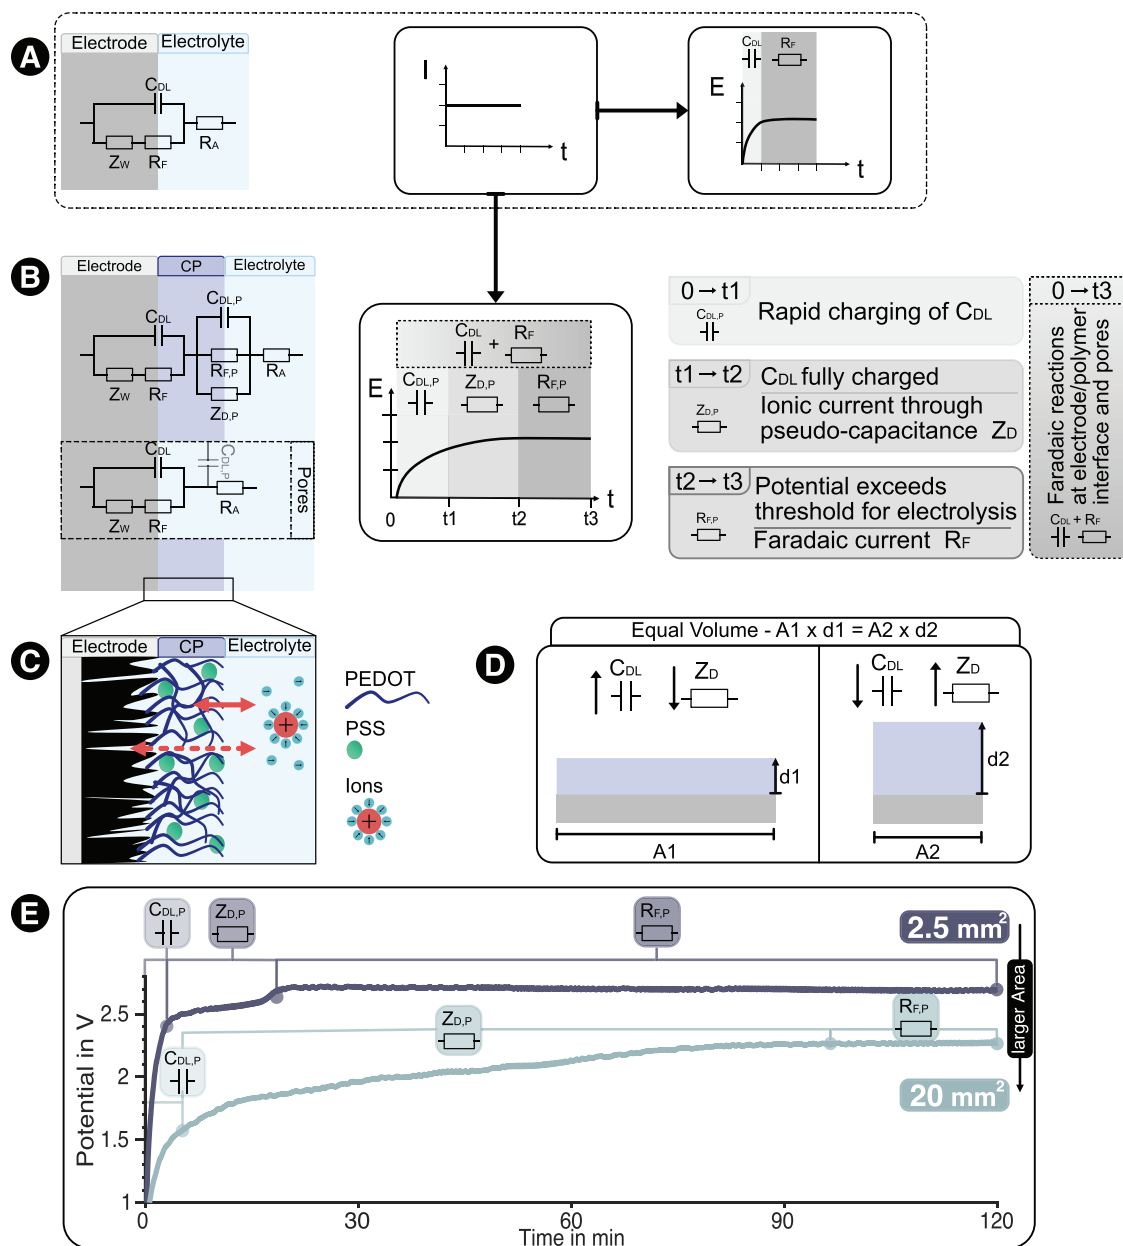 A
Electrode Electrolyte
CDL
ZW RF RA
I
t
CDL RF
E
t
B
Electrode CP Electrolyte
CDL,P
CDL
RF,P RA
ZW RF
ZD,P
CDL
CDL,P
ZW RF RA
Pores
CDL + RF
CDL,P ZD,P RF,P
E
t
0 t1 t2 t3
0→t1
CDL,P
Rapid charging of CDL
t1→t2
CDL fully charged
ZD,P
Ionic current through
pseudo-capacitance ZD
t2→t3
Potential exceeds
threshold for electrolysis
RF,P
Faradaic current RF
0→t3
Faradaic reactions
at electrode/polymer
interface and pores
CDL + RF
C
Electrode CP Electrolyte
+
PEDOT
PSS
Ions
+
D
Equal Volume - A1 x d1 = A2 x d2
CDL ZD
d1
A1
CDL ZD
d2
A2
E
CDL,P ZD,P RF,P
2.5 mm²
larger Area
ZD,P RF,P
CDL,P
20 mm²
Potential in V
2.5
2
1.5
1
0 30 60 90 120
Time in min